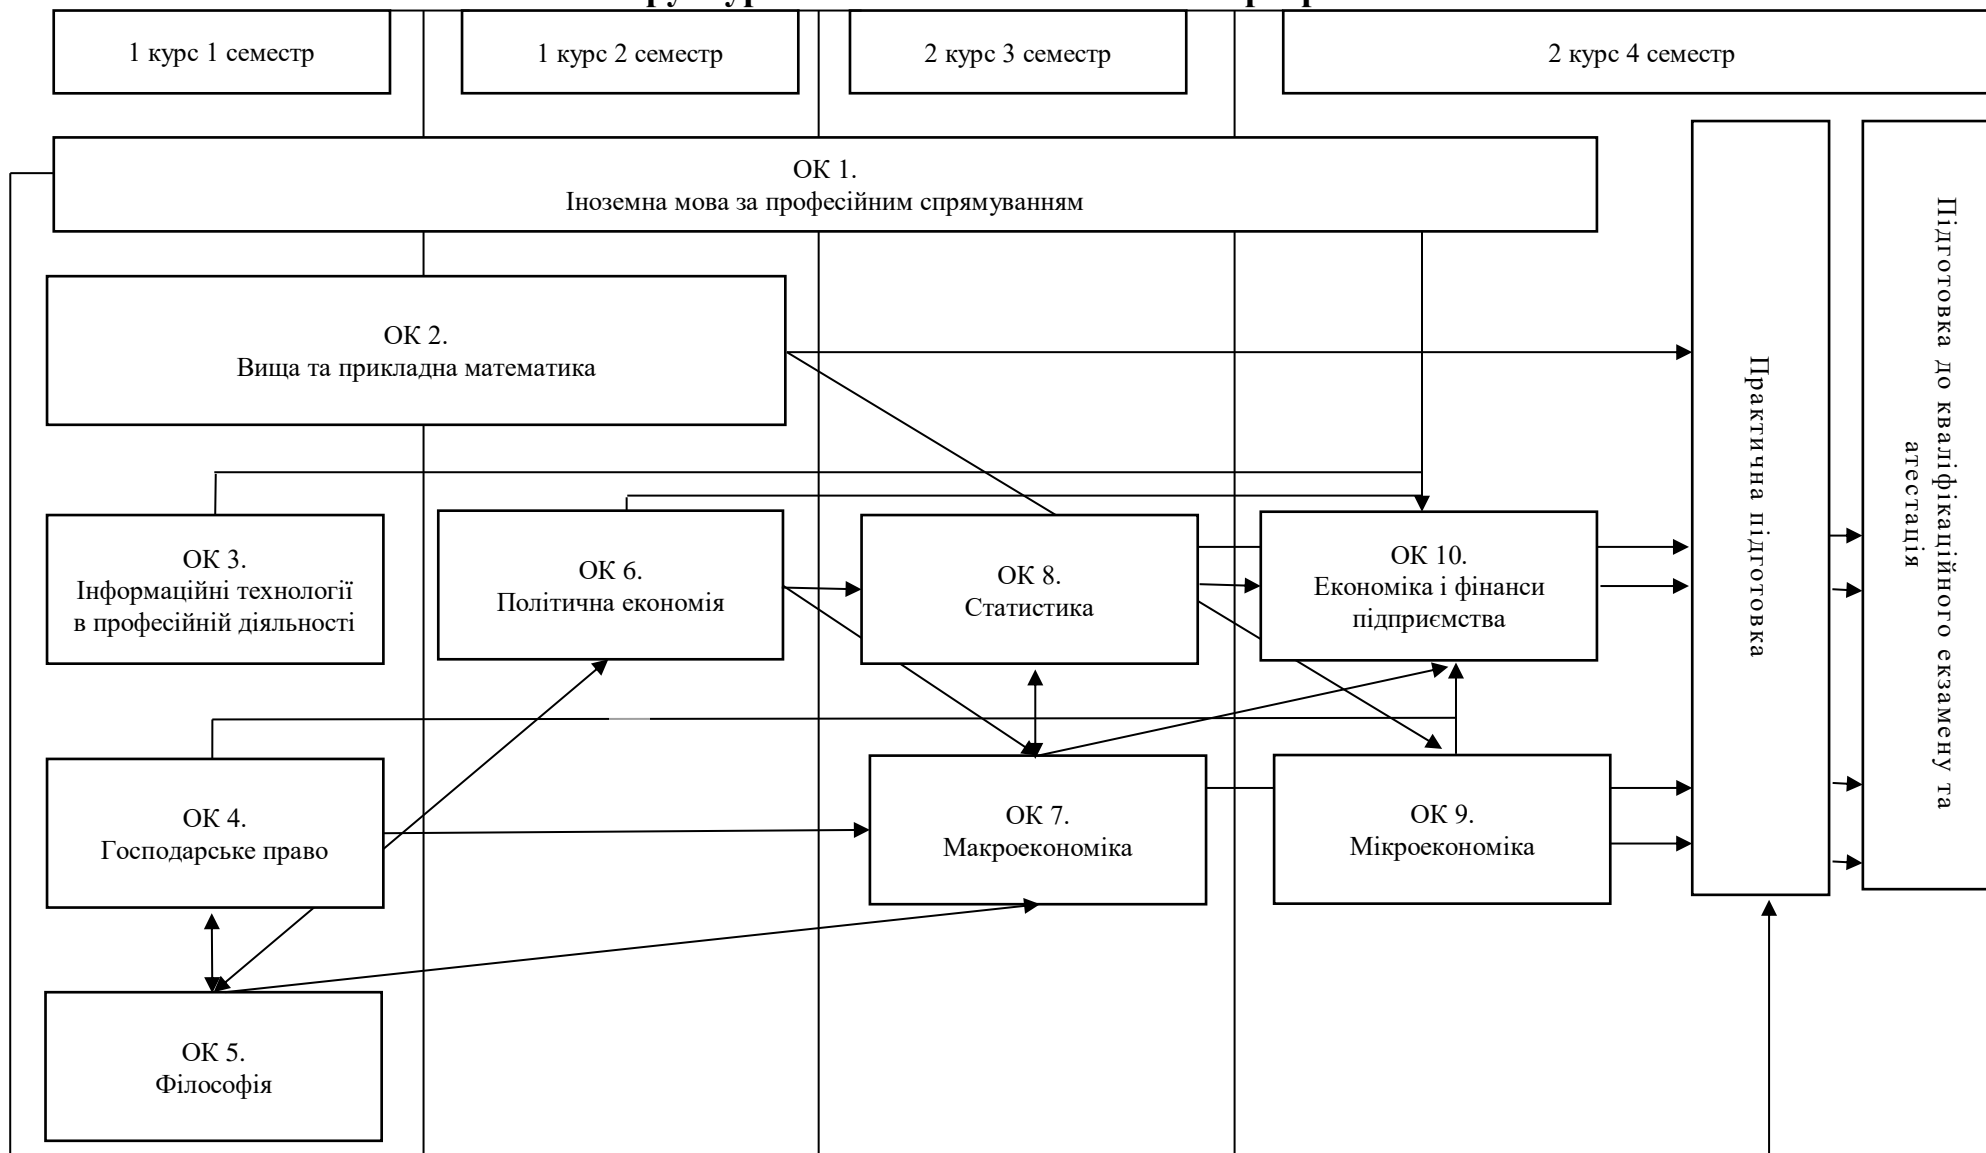 1 курс 1 семестр
1 курс 2 семестр
2 курс 3 семестр
2 курс 4 семестр
ОК 1.
Іноземна мова за професійним спрямуванням
ОК 2.
Вища та прикладна математика
ОК 3.
Інформаційні технології
в професійній діяльності
ОК 6.
Політична економія
ОК 8.
Статистика
ОК 10.
Економіка і фінанси
підприємства
ОК 4.
Господарське право
ОК 7.
Макроекономіка
ОК 9.
Мікроекономіка
ОК 5.
Філософія
Практична підготовка
Підготовка до кваліфікаційного екзамену та
атестація